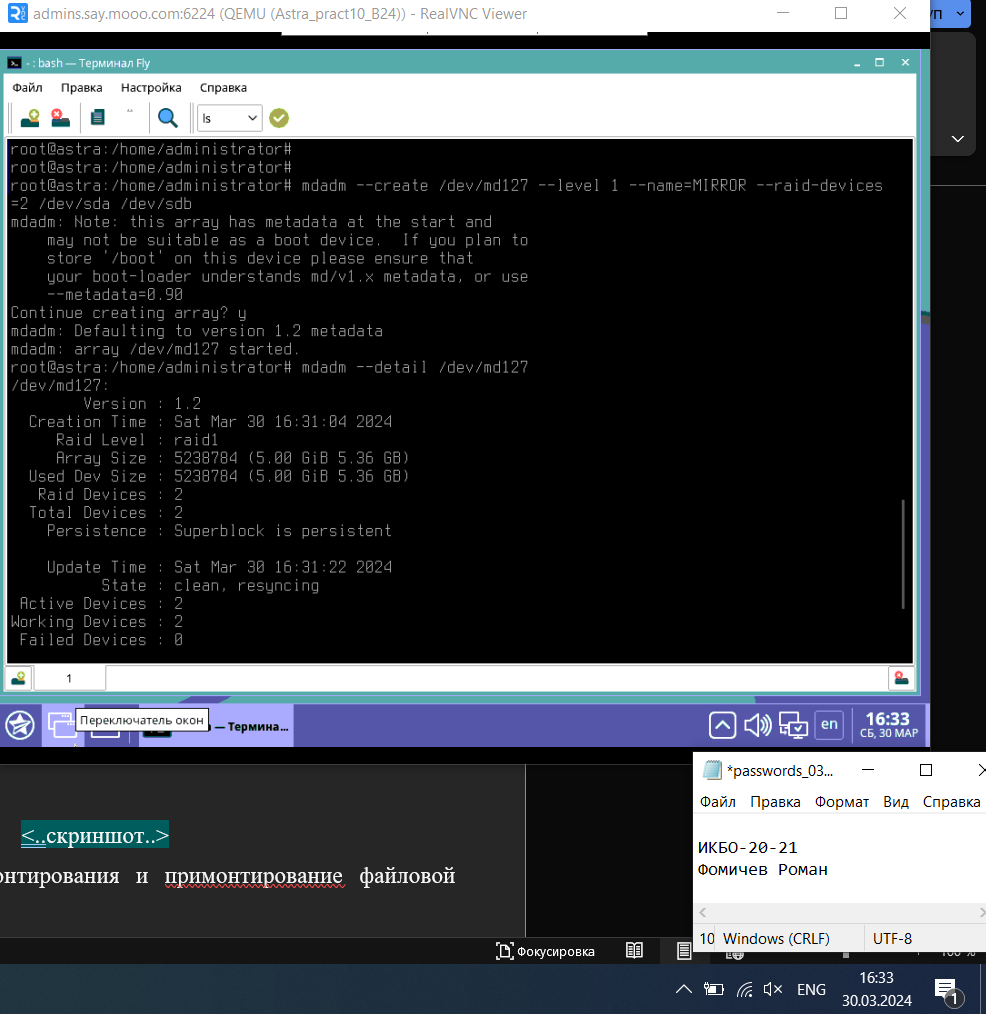 admins.say.mooo.com:6224 (QEMU (Astra_pract10_B24)) - RealVNC Viewer
- : bash — Терминал Fly
Файл Правка Настройка Справка
ls
root@astra:/home/administrator#
root@astra:/home/administrator#
root@astra:/home/administrator# mdadm --create /dev/md127 --level 1 --name=MIRROR --raid-devices
=2 /dev/sda /dev/sdb
mdadm: Note: this array has metadata at the start and
may not be suitable as a boot device. If you plan to
store '/boot' on this device please ensure that
your boot-loader understands md/v1.x metadata, or use
--metadata=0.90
Continue creating array? y
mdadm: Defaulting to version 1.2 metadata
mdadm: array /dev/md127 started.
root@astra:/home/administrator# mdadm --detail /dev/md127
/dev/md127:
Version : 1.2
Creation Time : Sat Mar 30 16:31:04 2024
Raid Level : raid1
Array Size : 5238784 (5.00 GiB 5.36 GB)
Used Dev Size : 5238784 (5.00 GiB 5.36 GB)
Raid Devices : 2
Total Devices : 2
Persistence : Superblock is persistent
Update Time : Sat Mar 30 16:31:22 2024
State : clean, resyncing
Active Devices : 2
Working Devices : 2
Failed Devices : 0
1
Переключатель окон
— Термина...
en
16:33
СБ, 30 МАР
<..скриншот..>
онтирования и примонтирование файловой
*passwords_03...
Файл Правка Формат Вид Справка
ИКБО-20-21
Фомичев Роман
10 Windows (CRLF) UTF-8
Фокусировка
100 %
ENG
16:33
30.03.2024
1